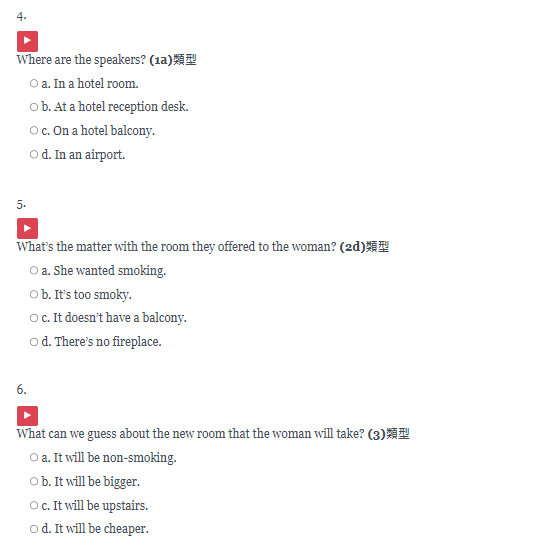 4.
Where are the speakers? (1a)類型
a. In a hotel room.
b. At a hotel reception desk.
c. On a hotel balcony.
d. In an airport.
5.
What's the matter with the room they offered to the woman? (2d)類型
a. She wanted smoking.
b. It's too smoky.
c. It doesn't have a balcony.
d. There's no fireplace.
6.
What can we guess about the new room that the woman will take? (3)類型
a. It will be non-smoking.
b. It will be bigger.
c. It will be upstairs.
d. It will be cheaper.